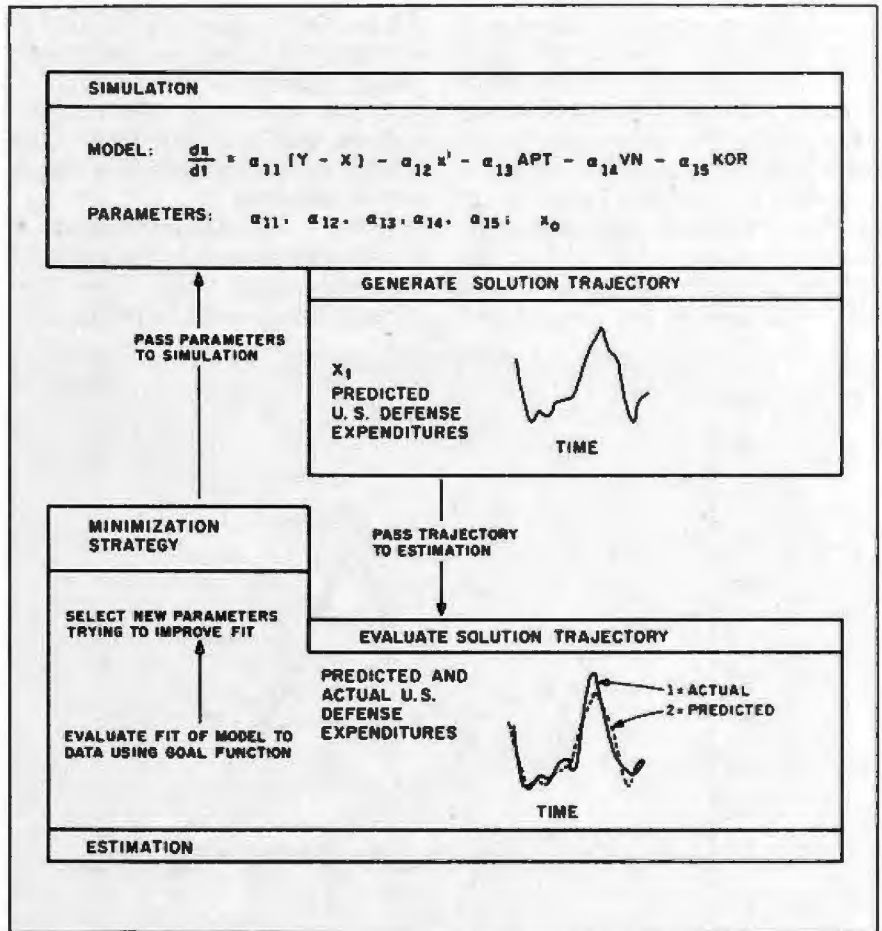 SIMULATION
MODEL: dx/dt = α11 (Y - X) - α12 x' - α13 APT - α14 VN - α15 KOR
PARAMETERS: α11, α12, α13, α14, α15; x0
GENERATE SOLUTION TRAJECTORY
PASS PARAMETERS
TO SIMULATION
X1
PREDICTED
U. S. DEFENSE
EXPENDITURES
TIME
MINIMIZATION
STRATEGY
PASS TRAJECTORY
TO ESTIMATION
SELECT NEW PARAMETERS
TRYING TO IMPROVE FIT
EVALUATE SOLUTION TRAJECTORY
PREDICTED AND
ACTUAL U.S.
DEFENSE
EXPENDITURES
1= ACTUAL
2= PREDICTED
EVALUATE FIT OF MODEL TO
DATA USING GOAL FUNCTION
TIME
ESTIMATION